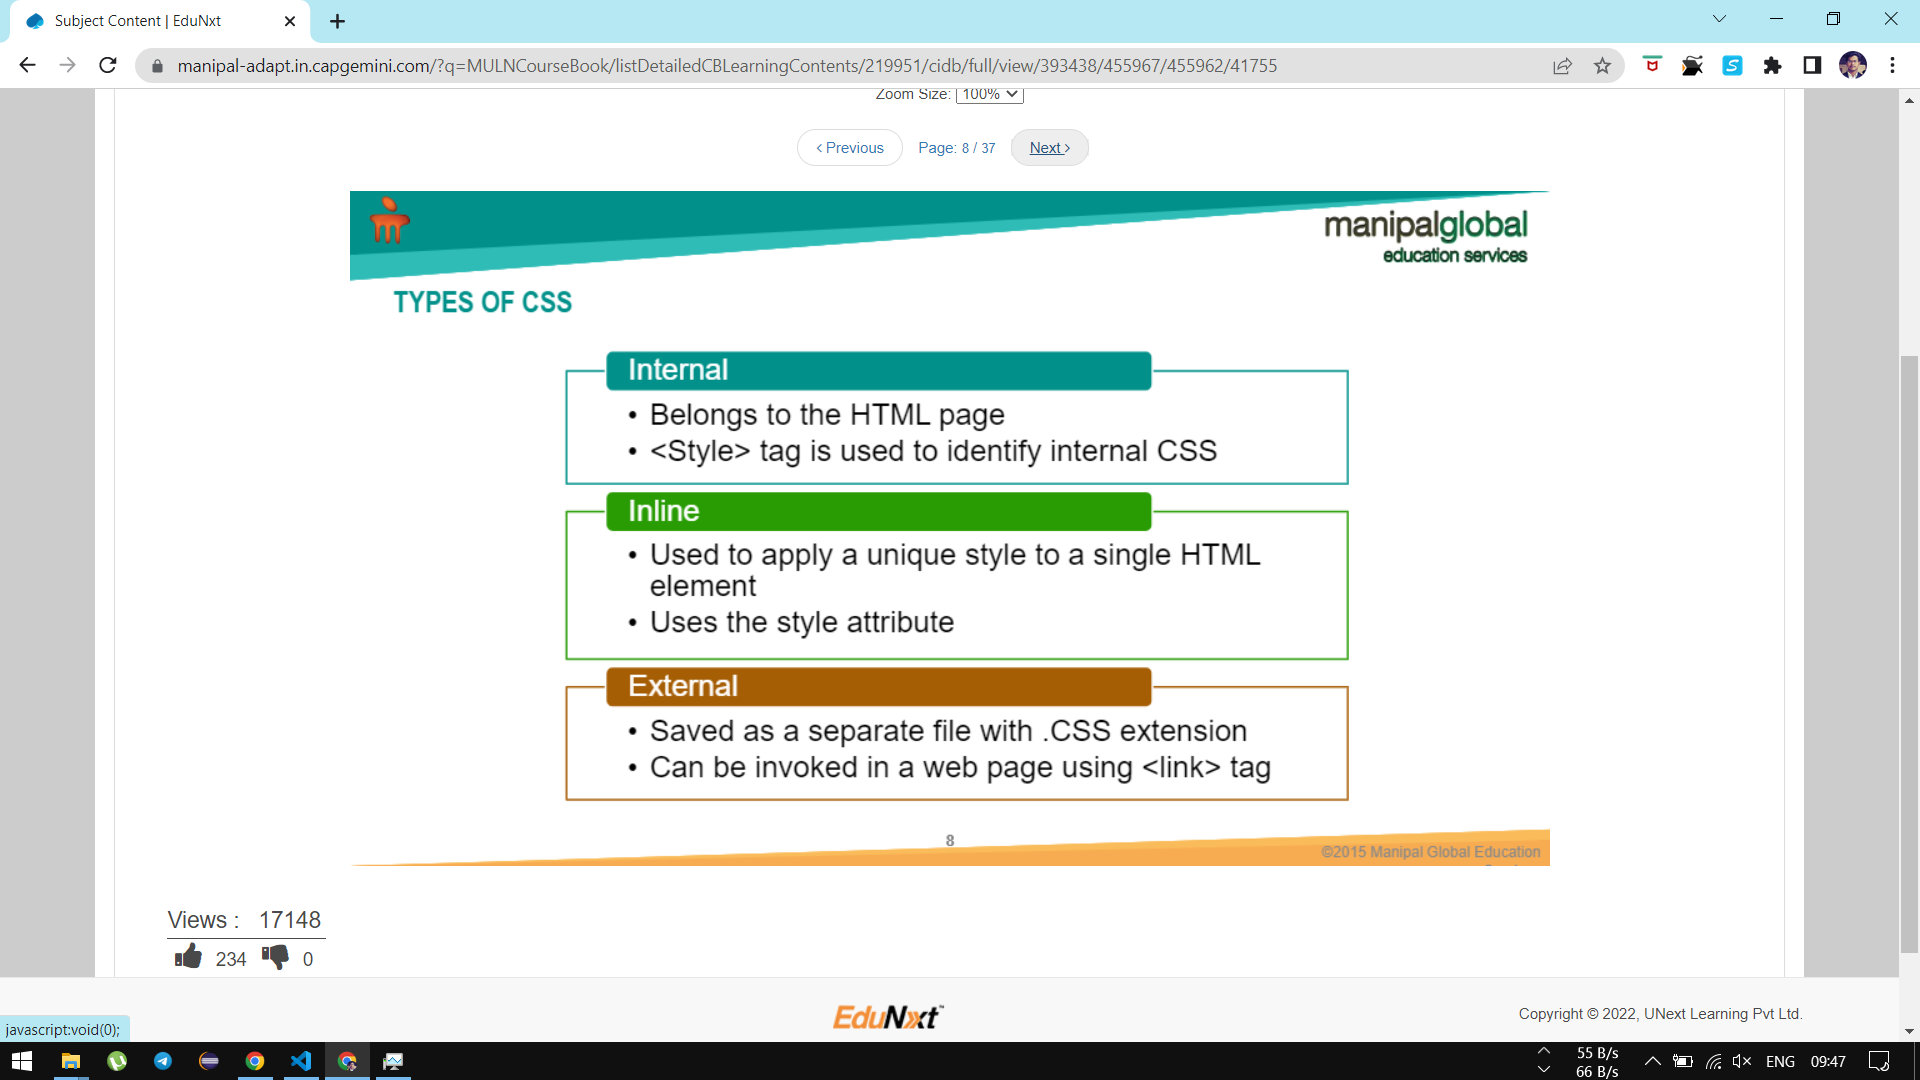 Subject Content | EduNxt
manipal-adapt.in.capgemini.com/?q=MULNCourseBook/listDetailedCBLearningContents/219951/cidb/full/view/393438/455967/455962/41755
Zoom Size: 100%
‹ Previous Page: 8 / 37 Next ›
manipalglobal
education services
TYPES OF CSS
Internal
• Belongs to the HTML page
• <Style> tag is used to identify internal CSS
Inline
• Used to apply a unique style to a single HTML
element
• Uses the style attribute
External
• Saved as a separate file with .CSS extension
• Can be invoked in a web page using <link> tag
8
©2015 Manipal Global Education
Views : 17148
234 0
EduNxt™
Copyright © 2022, UNext Learning Pvt Ltd.
javascript:void(0);
55 B/s
66 B/s
ENG 09:47